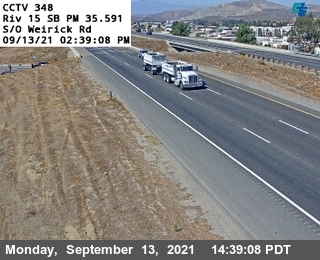 CCTV 348
Riv 15 SB PM 35.591
S/O Weirick Rd
09/13/21 02:39:08 PM
Monday, September 13, 2021 14:39:08 PDT